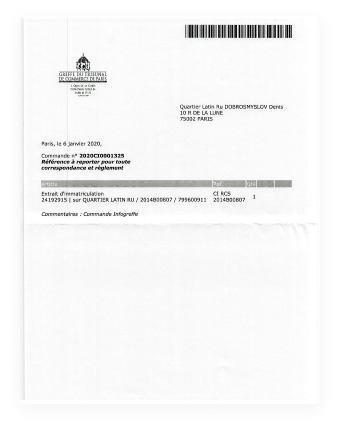 GREFFE DU TRIBUNAL
DE COMMERCE DE PARIS
Quartier Latin Ru DOBROSMYSLOV Denis
10 R DE LA LUNE
75002 PARIS
Paris, le 6 janvier 2020,
Commande n° 2020CI0001325
Référence à reporter pour toute
correspondance et règlement
Article Réf. Qté
Extrait d'immatriculation CI RCS
24192915 | sur QUARTIER LATIN RU / 2014B00807 / 799600911 2014B00807 1
Commentaires : Commande Infogreffe